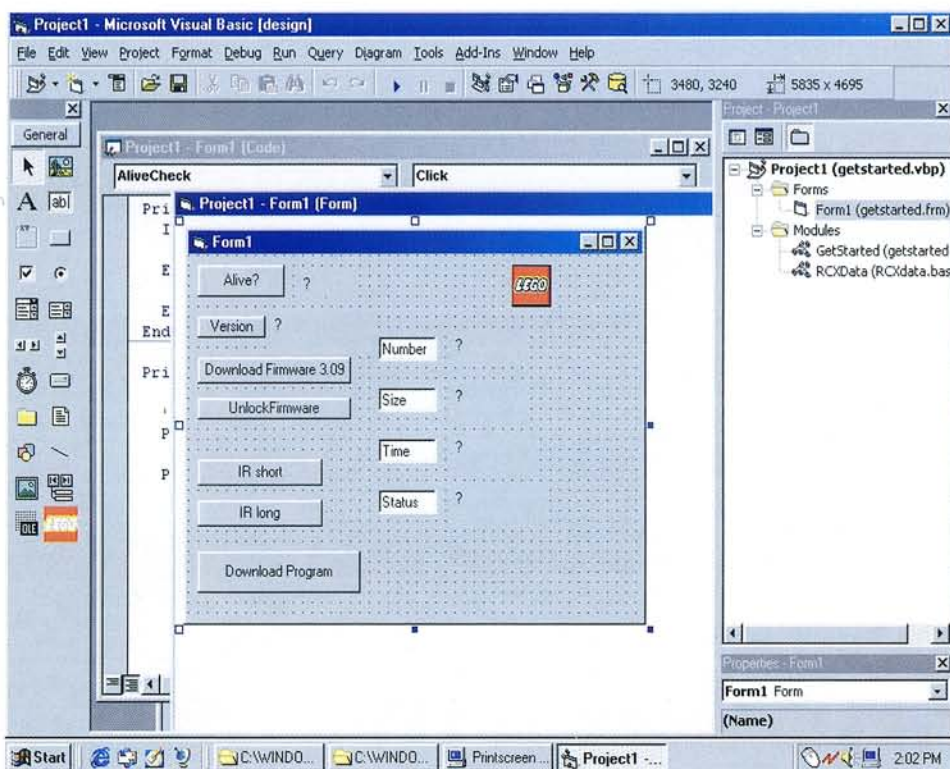 Project1 - Microsoft Visual Basic [design]
File Edit View Project Format Debug Run Query Diagram Tools Add-Ins Window Help
3480, 3240 5835 x 4695
General
A ab|
XY
OLE LEGO
Project1 - Form1 (Code)
AliveCheck Click
Pri
I
E
E
End
Pri
P
P
Project1 - Form1 (Form)
Form1
Alive? ?
LEGO
Version ?
Number ?
Download Firmware 3.09
Size ?
UnlockFirmware
Time ?
IR short
Status ?
IR long
Download Program
Project - Project1
Project1 (getstarted.vbp)
Forms
Form1 (getstarted.frm)
Modules
GetStarted (getstarted
RCXData (RCXdata.bas
Properties - Form1
Form1 Form
(Name)
Start C:\WINDO... C:\WINDO... Printscreen ... Project1 -... 2:02 PM